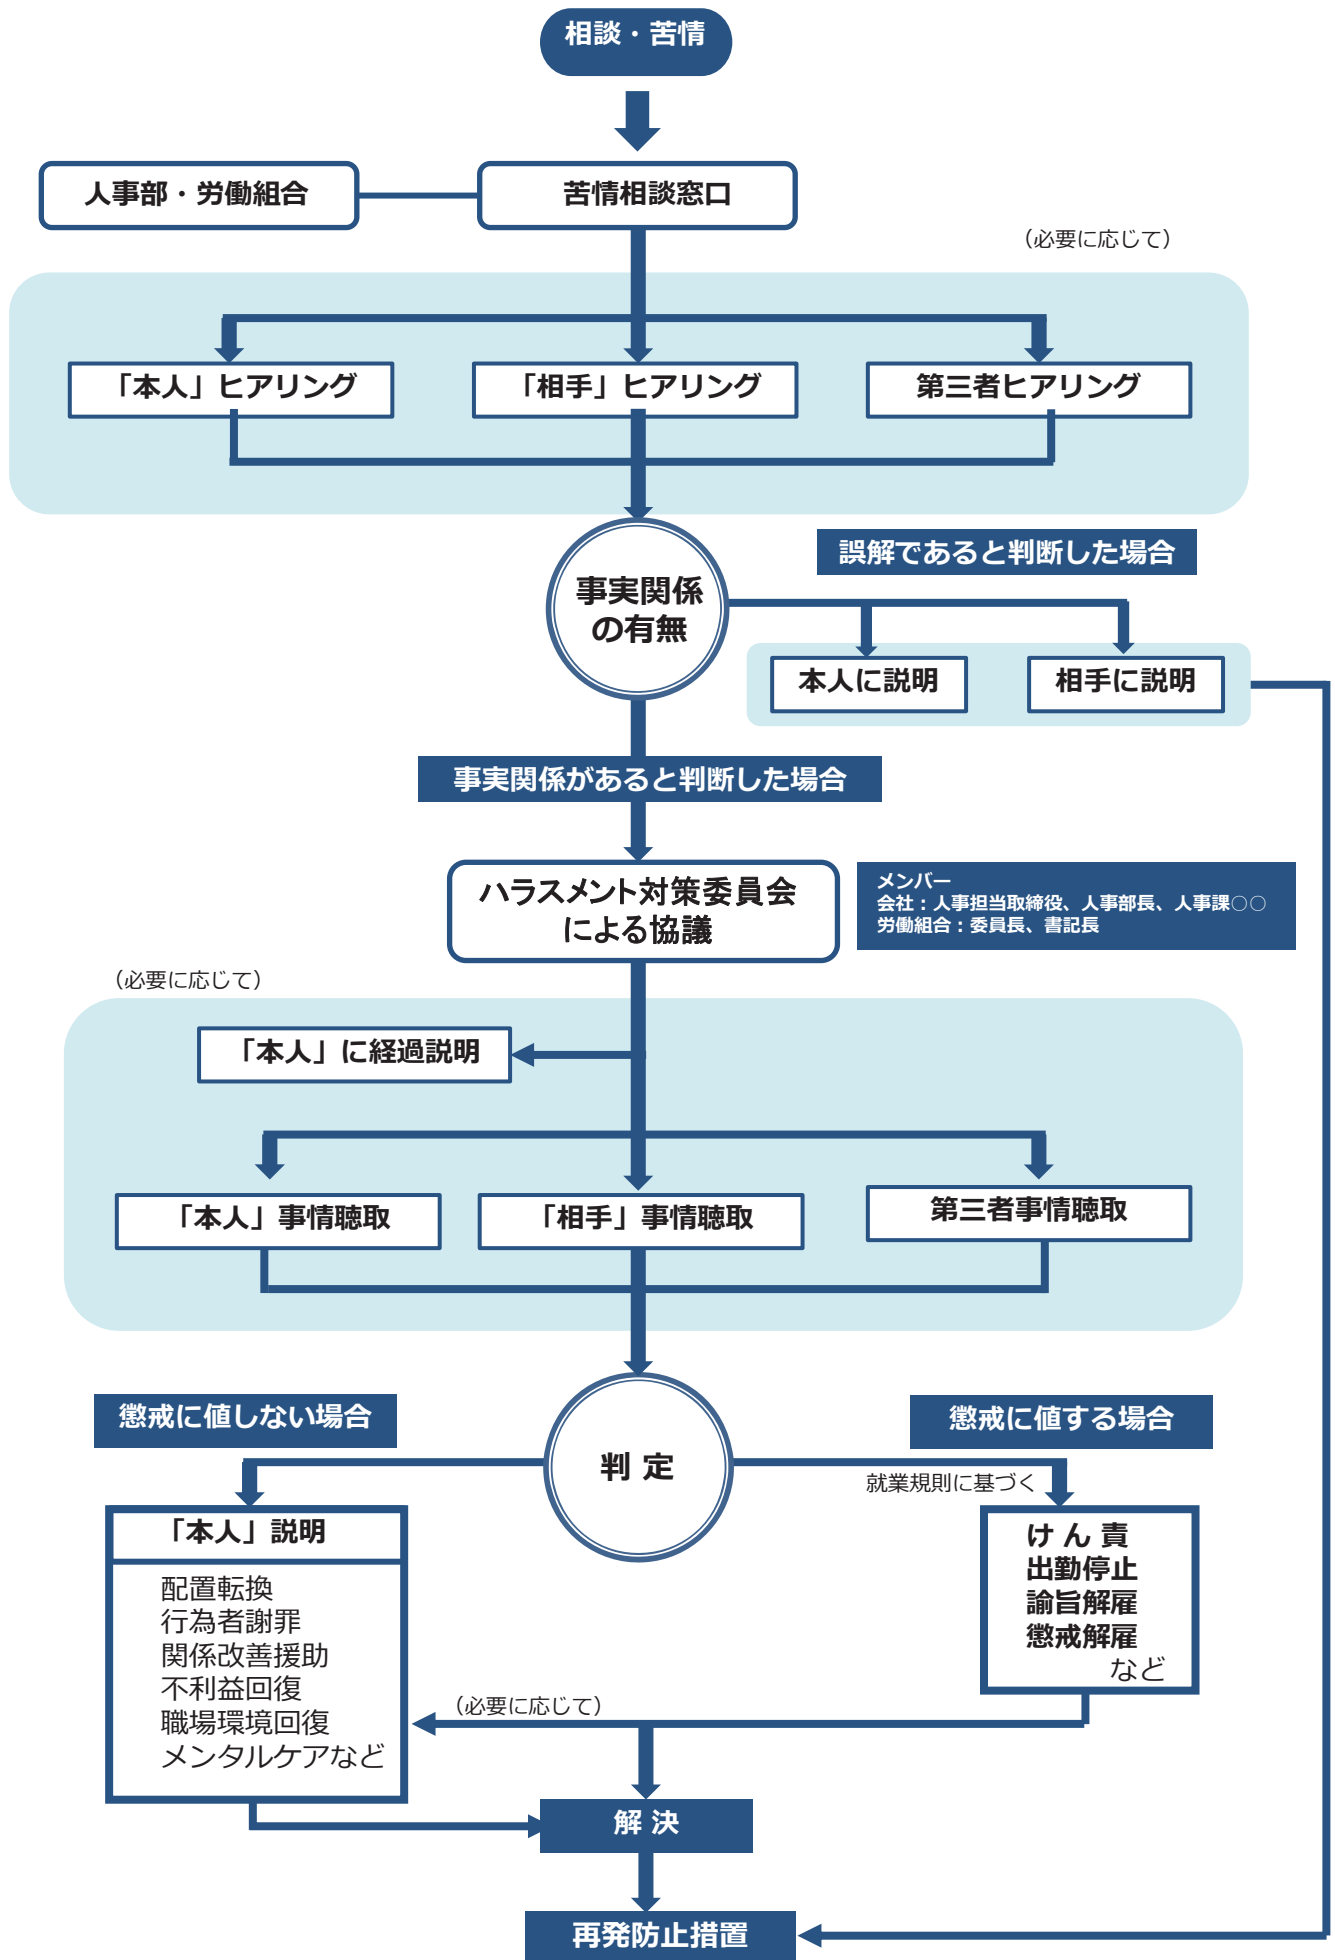 相談・苦情
人事部・労働組合
苦情相談窓口
（必要に応じて）
「本人」ヒアリング
「相手」ヒアリング
第三者ヒアリング
事実関係
の有無
誤解であると判断した場合
本人に説明
相手に説明
事実関係があると判断した場合
ハラスメント対策委員会
による協議
メンバー
会社：人事担当取締役、人事部長、人事課○○
労働組合：委員長、書記長
（必要に応じて）
「本人」に経過説明
「本人」事情聴取
「相手」事情聴取
第三者事情聴取
懲戒に値しない場合
判 定
懲戒に値する場合
就業規則に基づく
「本人」説明
配置転換
行為者謝罪
関係改善援助
不利益回復
職場環境回復
メンタルケアなど
けん責
出勤停止
諭旨解雇
懲戒解雇
など
（必要に応じて）
解 決
再発防止措置